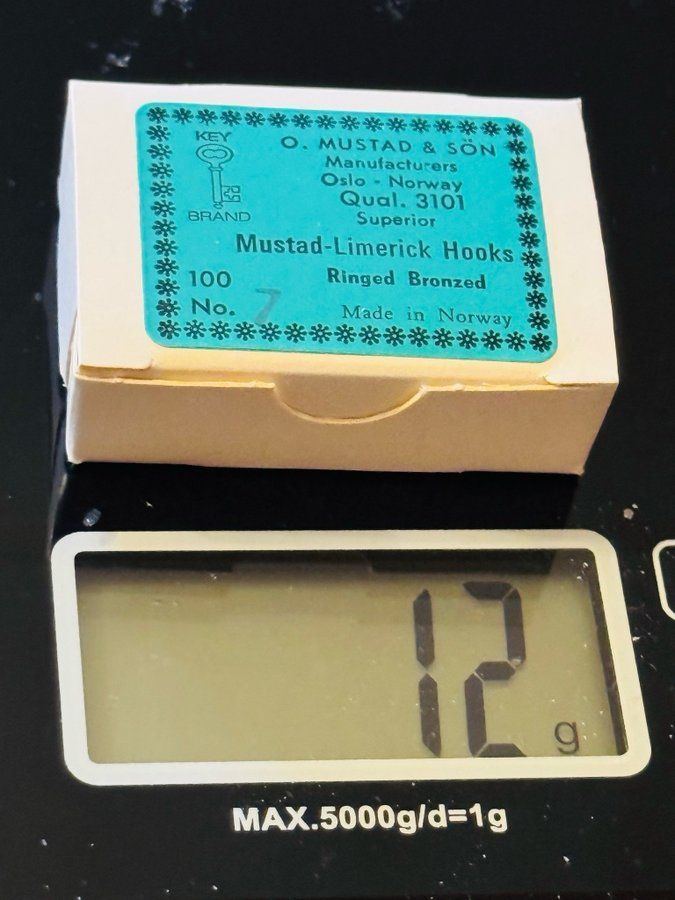 KEY
BRAND
O. MUSTAD & SÖN
Manufacturers
Oslo - Norway
Qual. 3101
Superior
Mustad-Limerick Hooks
100
Ringed Bronzed
No. 7
Made in Norway
12 g
MAX.5000g/d=1g